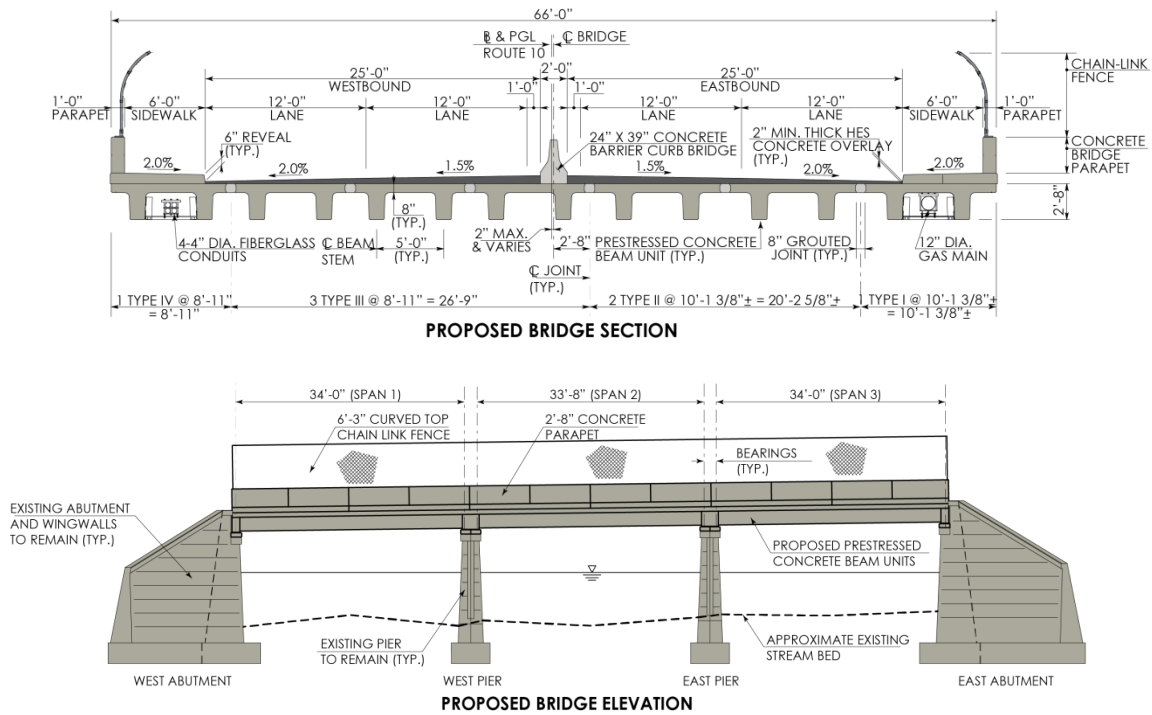 66'-0"
℄ & PGL
ROUTE 10
℄ BRIDGE
2'-0"
25'-0"
WESTBOUND
25'-0"
EASTBOUND
1'-0"
1'-0"
CHAIN-LINK
FENCE
1'-0"
PARAPET
6'-0"
SIDEWALK
12'-0"
LANE
12'-0"
LANE
12'-0"
LANE
12'-0"
LANE
6'-0"
SIDEWALK
1'-0"
PARAPET
6" REVEAL
(TYP.)
24" X 39" CONCRETE
BARRIER CURB BRIDGE
2" MIN. THICK HES
CONCRETE OVERLAY
(TYP.)
CONCRETE
BRIDGE
PARAPET
2.0%
2.0%
1.5%
1.5%
2.0%
2.0%
2'-8"
8"
(TYP.)
4-4" DIA. FIBERGLASS
CONDUITS
℄ BEAM
STEM
5'-0"
(TYP.)
2" MAX.
& VARIES
2'-8"
PRESTRESSED CONCRETE
BEAM UNIT (TYP.)
8" GROUTED
JOINT (TYP.)
12" DIA.
GAS MAIN
℄ JOINT
(TYP.)
1 TYPE IV @ 8'-11"
= 8'-11"
3 TYPE III @ 8'-11" = 26'-9"
2 TYPE II @ 10'-1 3/8"± = 20'-2 5/8"±
1 TYPE I @ 10'-1 3/8"±
= 10'-1 3/8"±
PROPOSED BRIDGE SECTION
34'-0" (SPAN 1)
33'-8" (SPAN 2)
34'-0" (SPAN 3)
6'-3" CURVED TOP
CHAIN LINK FENCE
2'-8" CONCRETE
PARAPET
BEARINGS
(TYP.)
EXISTING ABUTMENT
AND WINGWALLS
TO REMAIN (TYP.)
PROPOSED PRESTRESSED
CONCRETE BEAM UNITS
EXISTING PIER
TO REMAIN (TYP.)
APPROXIMATE EXISTING
STREAM BED
WEST ABUTMENT
WEST PIER
EAST PIER
EAST ABUTMENT
PROPOSED BRIDGE ELEVATION